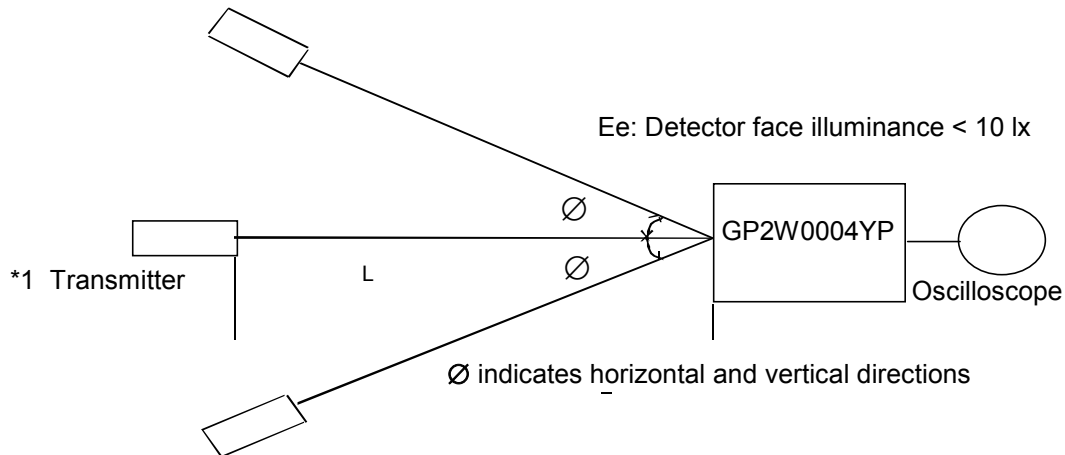 Ee: Detector face illuminance < 10 lx
∅
GP2W0004YP
*1 Transmitter
L
∅
Oscilloscope
∅ indicates horizontal and vertical directions